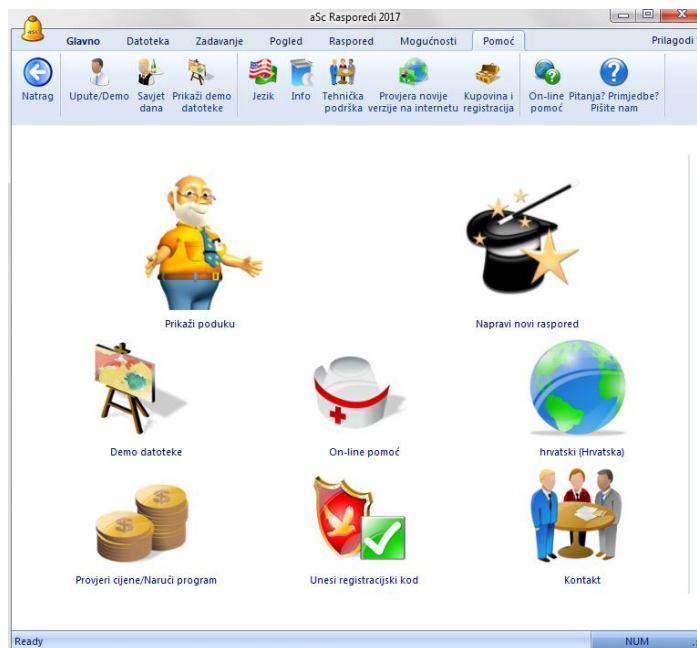 aSc Rasporedi 2017
aSc
Glavno Datoteka Zadavanje Pogled Raspored Mogućnosti Pomoć Prilagodi
Natrag Upute/Demo Savjet dana Prikaži demo datoteke Jezik Info Tehnička podrška Provjera novije verzije na internetu Kupovina i registracija On-line pomoć Pitanja? Primjedbe? Pišite nam
Prikaži poduku Napravi novi raspored
Demo datoteke On-line pomoć hrvatski (Hrvatska)
Provjeri cijene/Naruči program Unesi registracijski kod Kontakt
Ready NUM